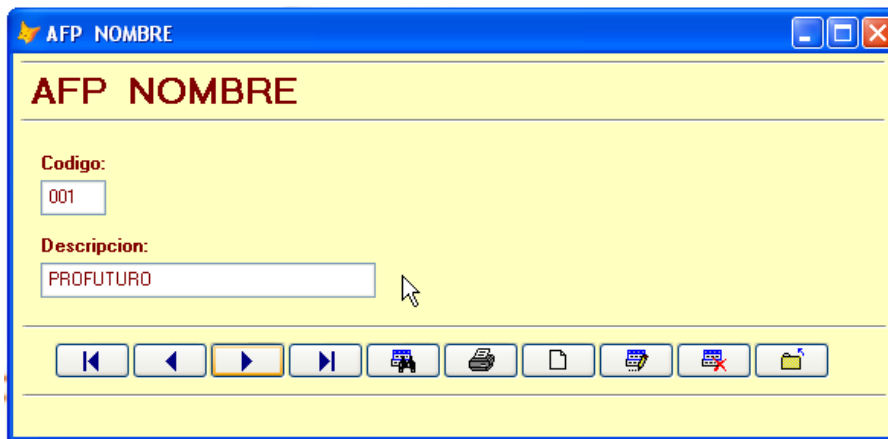 AFP NOMBRE
AFP NOMBRE
Codigo:
001
Descripcion:
PROFUTURO